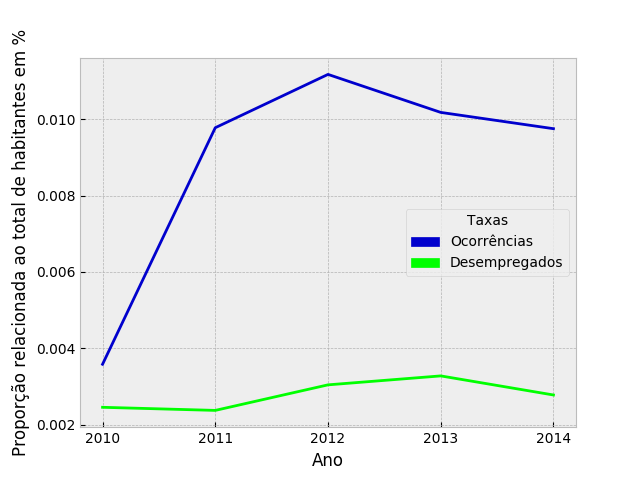 Proporção relacionada ao total de habitantes em %
0.010
0.008
0.006
0.004
0.002
Taxas
Ocorrências
Desempregados
2010 2011 2012 2013 2014
Ano